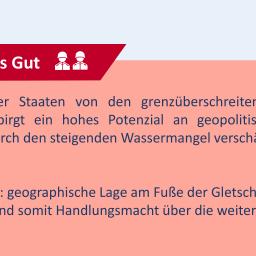 s Gut
er Staaten von den grenzüberschreiten
birgt ein hohes Potenzial an geopolitis
rch den steigenden Wassermangel verschä
: geographische Lage am Fuße der Gletsch
nd somit Handlungsmacht über die weiter